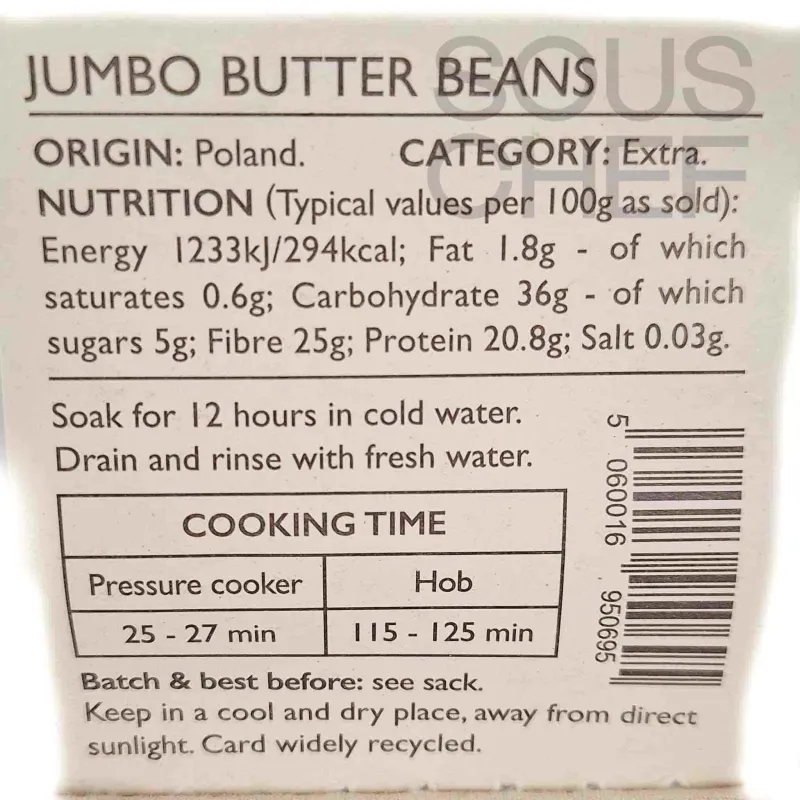 JUMBO BUTTER BEANS
SOUS
CHEF
ORIGIN: Poland. CATEGORY: Extra.
NUTRITION (Typical values per 100g as sold):
Energy 1233kJ/294kcal; Fat 1.8g - of which
saturates 0.6g; Carbohydrate 36g - of which
sugars 5g; Fibre 25g; Protein 20.8g; Salt 0.03g.
Soak for 12 hours in cold water.
Drain and rinse with fresh water.
COOKING TIME
Pressure cooker Hob
25 - 27 min 115 - 125 min
5 060016 950695
Batch & best before: see sack.
Keep in a cool and dry place, away from direct
sunlight. Card widely recycled.